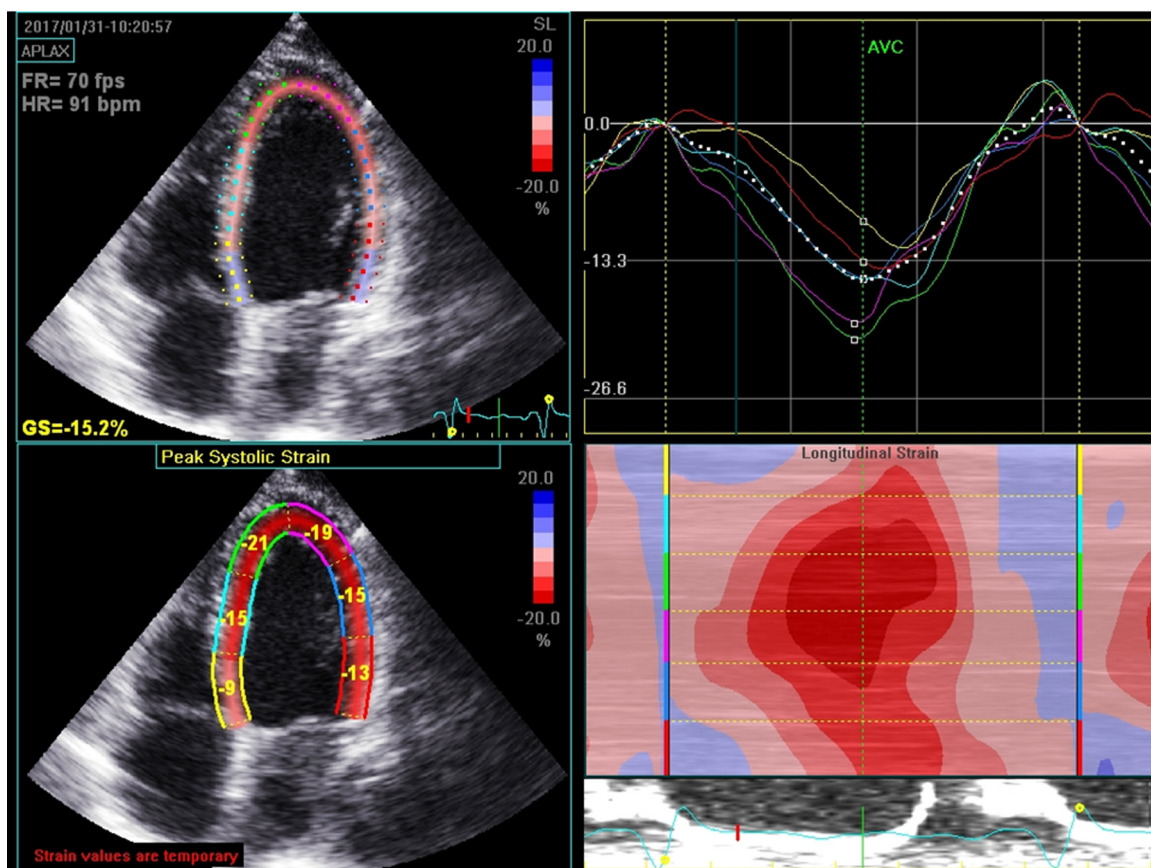 2017/01/31-10:20:57
APLAX
FR= 70 fps
HR= 91 bpm
SL
20.0
-20.0
%
GS=-15.2%
AVC
0.0
-13.3
-26.6
Peak Systolic Strain
20.0
-20.0
%
-21
-19
-15
-15
-9
-13
Strain values are temporary
Longitudinal Strain